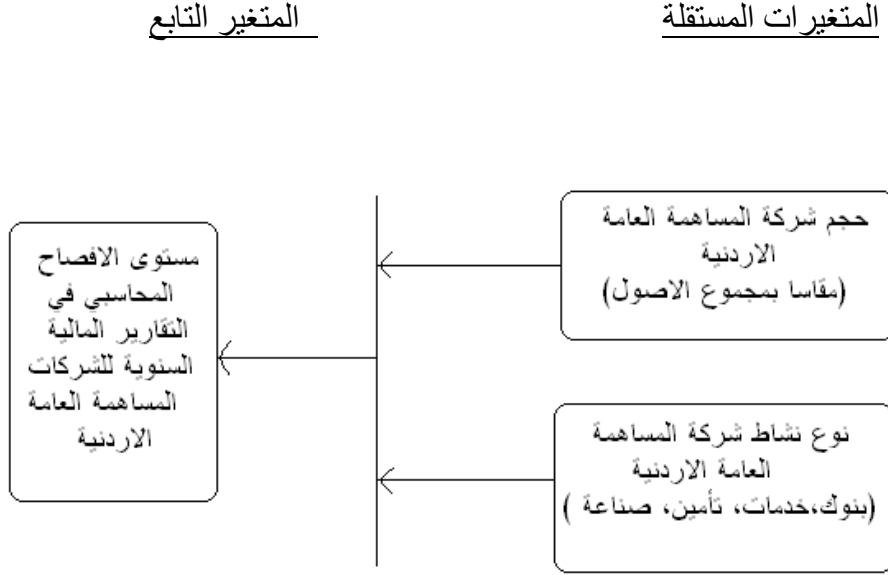 المتغيرات المستقلة
المتغير التابع
حجم شركة المساهمة العامة
الاردنية
(مقاسا بمجموع الاصول)
نوع نشاط شركة المساهمة
العامة الاردنية
(بنوك،خدمات، تأمين، صناعة )
مستوى الافصاح
المحاسبي في
التقارير المالية
السنوية للشركات
المساهمة العامة
الاردنية